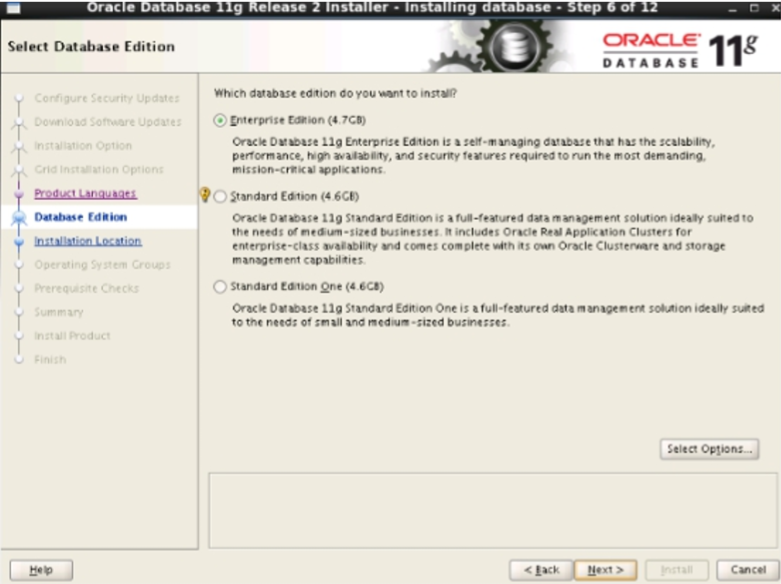 Oracle Database 11g Release 2 Installer - Installing database - Step 6 of 12
Select Database Edition
ORACLE
DATABASE
11g
Configure Security Updates
Download Software Updates
Installation Option
Grid Installation Options
Product Languages
Database Edition
Installation Location
Operating System Groups
Prerequisite Checks
Summary
Install Product
Finish
Which database edition do you want to install?
Enterprise Edition (4.7GB)
Oracle Database 11g Enterprise Edition is a self-managing database that has the scalability,
performance, high availability, and security features required to run the most demanding,
mission-critical applications.
Standard Edition (4.6GB)
Oracle Database 11g Standard Edition is a full-featured data management solution ideally suited to
the needs of medium-sized businesses. It includes Oracle Real Application Clusters for
enterprise-class availability and comes complete with its own Oracle Clusterware and storage
management capabilities.
Standard Edition One (4.6GB)
Oracle Database 11g Standard Edition One is a full-featured data management solution ideally suited
to the needs of small and medium-sized businesses.
Select Options...
Help
< Back
Next >
Install
Cancel